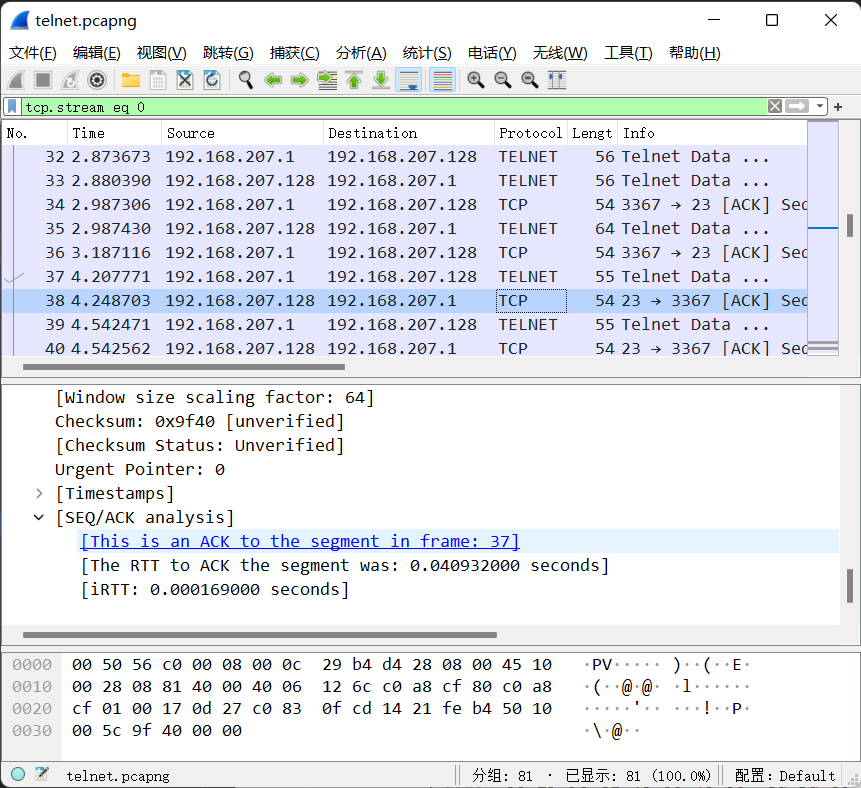 telnet.pcapng
文件(F) 编辑(E) 视图(V) 跳转(G) 捕获(C) 分析(A) 统计(S) 电话(Y) 无线(W) 工具(T) 帮助(H)
tcp.stream eq 0
No. Time Source Destination Protocol Lengt Info
32 2.873673 192.168.207.1 192.168.207.128 TELNET 56 Telnet Data ...
33 2.880390 192.168.207.128 192.168.207.1 TELNET 56 Telnet Data ...
34 2.987306 192.168.207.1 192.168.207.128 TCP 54 3367 → 23 [ACK] Seq
35 2.987430 192.168.207.128 192.168.207.1 TELNET 64 Telnet Data ...
36 3.187116 192.168.207.1 192.168.207.128 TCP 54 3367 → 23 [ACK] Seq
37 4.207771 192.168.207.1 192.168.207.128 TELNET 55 Telnet Data ...
38 4.248703 192.168.207.128 192.168.207.1 TCP 54 23 → 3367 [ACK] Seq
39 4.542471 192.168.207.1 192.168.207.128 TELNET 55 Telnet Data ...
40 4.542562 192.168.207.128 192.168.207.1 TCP 54 23 → 3367 [ACK] Seq
[Window size scaling factor: 64]
Checksum: 0x9f40 [unverified]
[Checksum Status: Unverified]
Urgent Pointer: 0
[Timestamps]
[SEQ/ACK analysis]
[This is an ACK to the segment in frame: 37]
[The RTT to ACK the segment was: 0.040932000 seconds]
[iRTT: 0.000169000 seconds]
0000 00 50 56 c0 00 08 00 0c 29 b4 d4 28 08 00 45 10 ·PV····· )··(··E·
0010 00 28 08 81 40 00 40 06 12 6c c0 a8 cf 80 c0 a8 ·(··@·@· ·l······
0020 cf 01 00 17 0d 27 c0 83 0f cd 14 21 fe b4 50 10 ·····'·· ···!··P·
0030 00 5c 9f 40 00 00 ·\·@··
telnet.pcapng 分组: 81 · 已显示: 81 (100.0%) 配置: Default